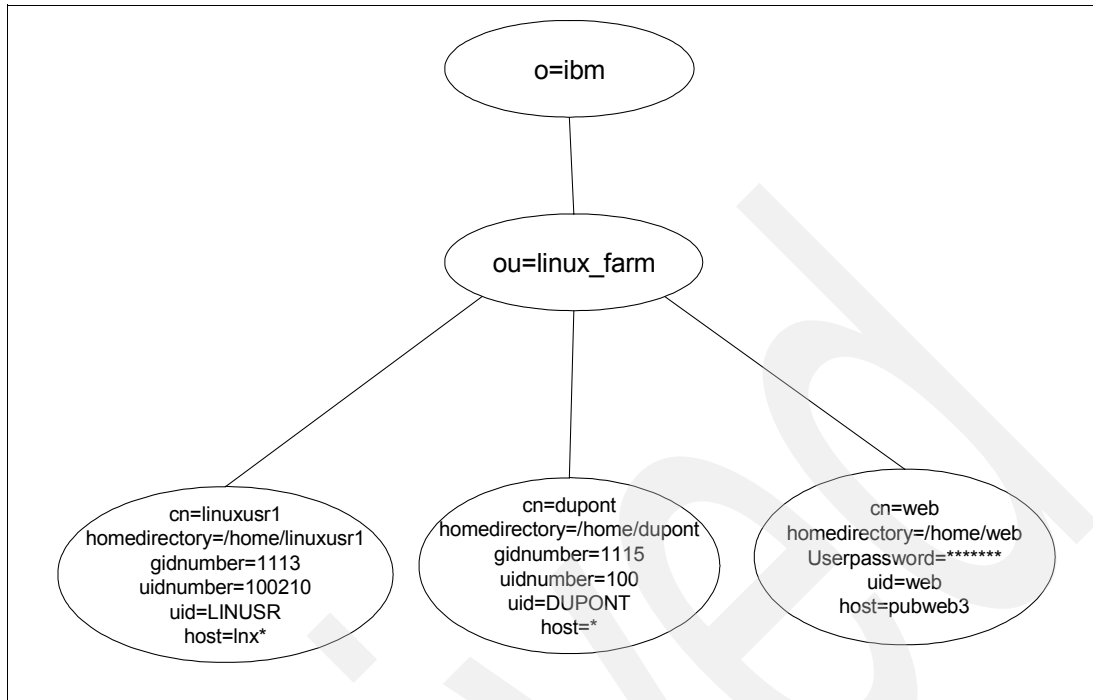 o=ibm
ou=linux_farm
cn=linuxusr1
homedirectory=/home/linuxusr1
gidnumber=1113
uidnumber=100210
uid=LINUSR
host=lnx*
cn=dupont
homedirectory=/home/dupont
gidnumber=1115
uidnumber=100
uid=DUPONT
host=*
cn=web
homedirectory=/home/web
Userpassword=*******
uid=web
host=pubweb3